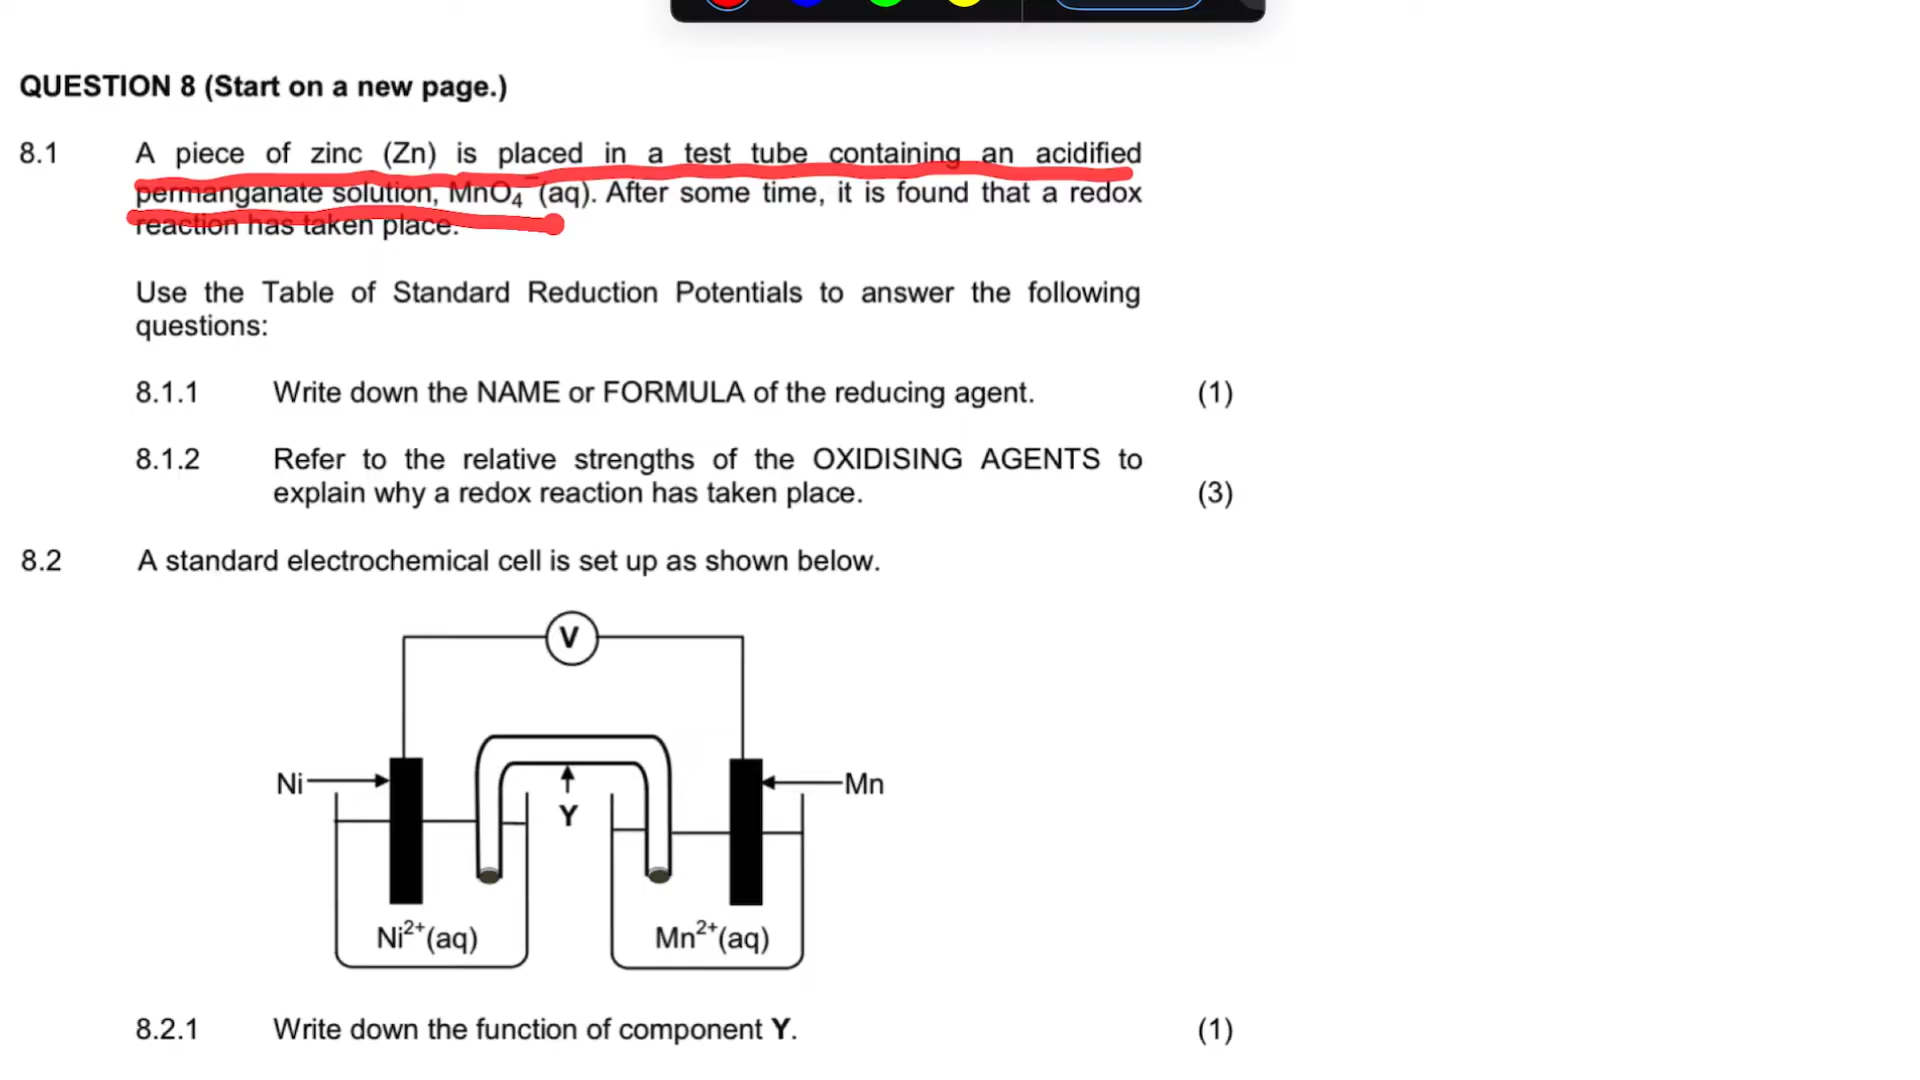 QUESTION 8 (Start on a new page.)
8.1 A piece of zinc (Zn) is placed in a test tube containing an acidified
permanganate solution, MnO₄⁻(aq). After some time, it is found that a redox
reaction has taken place.
Use the Table of Standard Reduction Potentials to answer the following
questions:
8.1.1 Write down the NAME or FORMULA of the reducing agent. (1)
8.1.2 Refer to the relative strengths of the OXIDISING AGENTS to
explain why a redox reaction has taken place. (3)
8.2 A standard electrochemical cell is set up as shown below.
V
Ni
Mn
Y
Ni²⁺(aq)
Mn²⁺(aq)
8.2.1 Write down the function of component Y. (1)